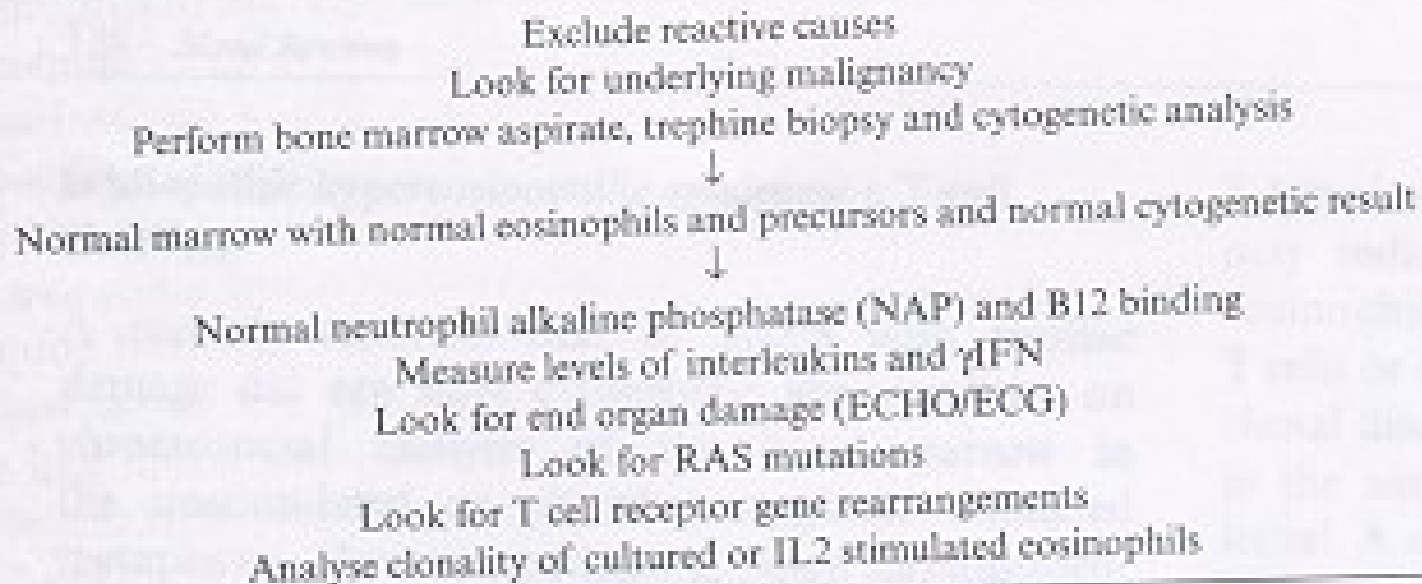 Exclude reactive causes
Look for underlying malignancy
Perform bone marrow aspirate, trephine biopsy and cytogenetic analysis
↓
Normal marrow with normal eosinophils and precursors and normal cytogenetic result
↓
Normal neutrophil alkaline phosphatase (NAP) and B12 binding
Measure levels of interleukins and γIFN
Look for end organ damage (ECHO/ECG)
Look for RAS mutations
Look for T cell receptor gene rearrangements
Analyse clonality of cultured or IL2 stimulated eosinophils